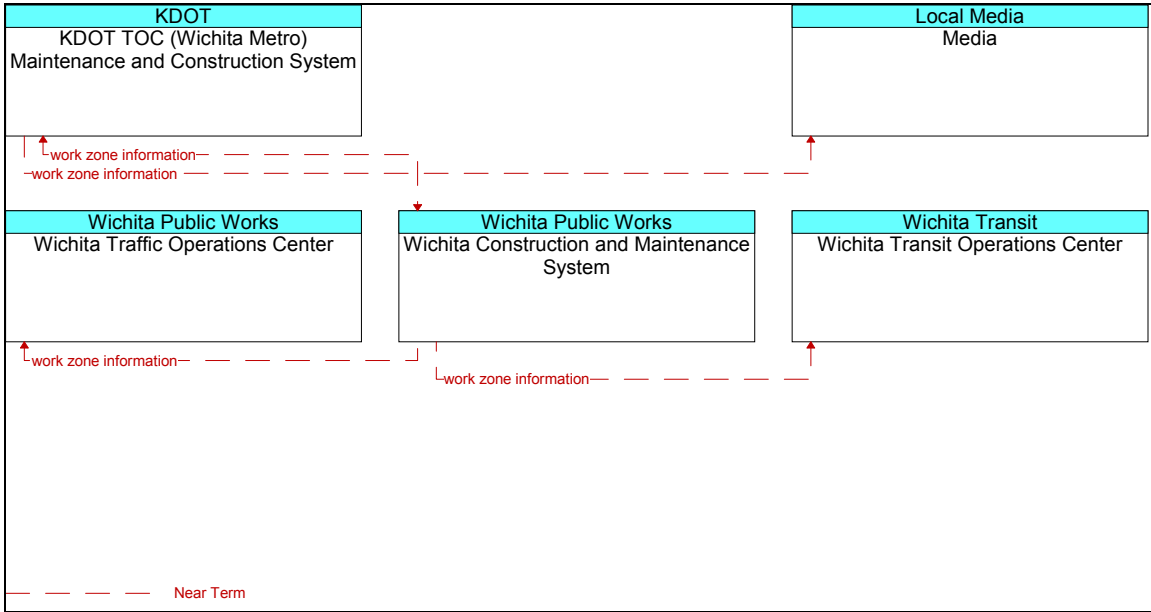 KDOT
KDOT TOC (Wichita Metro)
Maintenance and Construction System
Local Media
Media
work zone information
work zone information
Wichita Public Works
Wichita Traffic Operations Center
Wichita Public Works
Wichita Construction and Maintenance
System
Wichita Transit
Wichita Transit Operations Center
work zone information
work zone information
Near Term